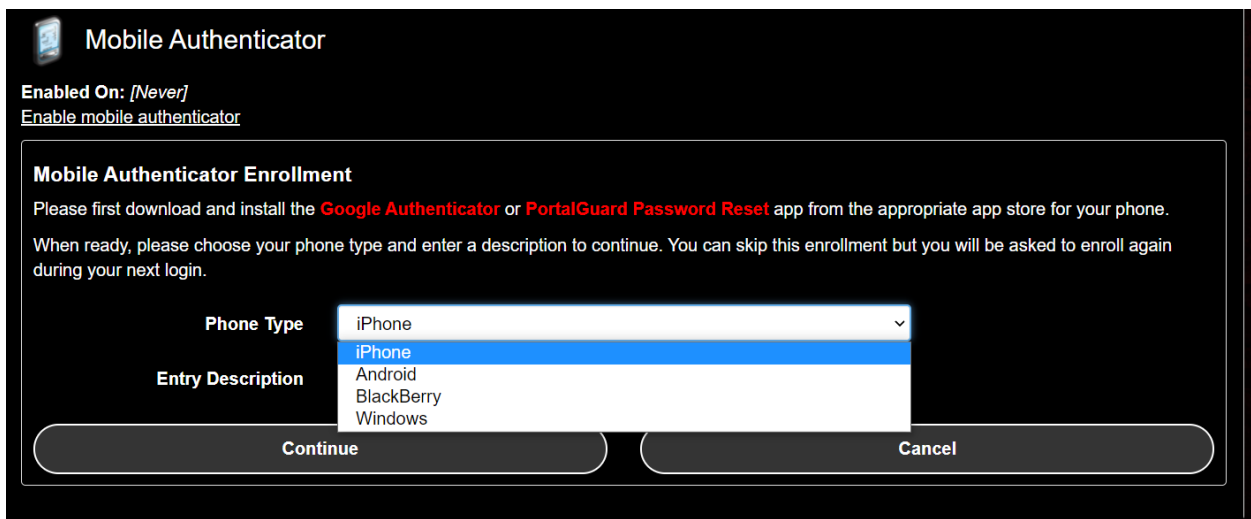 Mobile Authenticator
Enabled On: [Never]
Enable mobile authenticator
Mobile Authenticator Enrollment
Please first download and install the Google Authenticator or PortalGuard Password Reset app from the appropriate app store for your phone.
When ready, please choose your phone type and enter a description to continue. You can skip this enrollment but you will be asked to enroll again
during your next login.
Phone Type iPhone
iPhone
Entry Description Android
BlackBerry
Windows
Continue Cancel